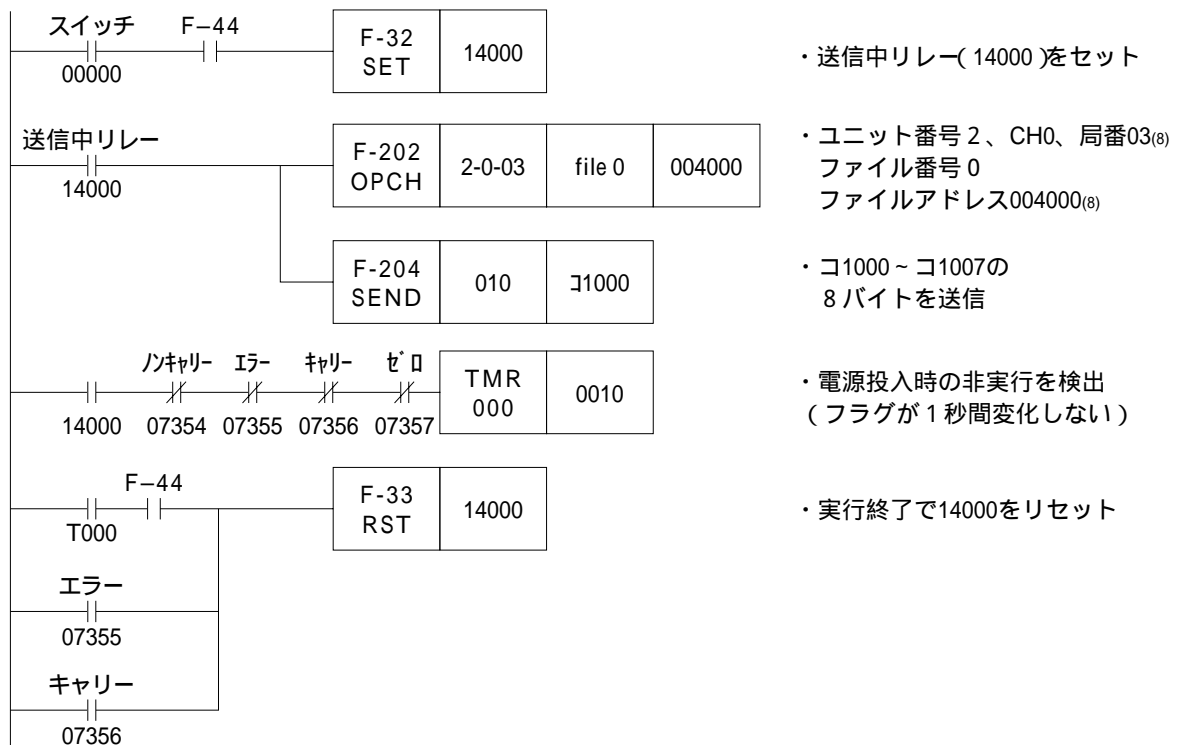 スイッチ F−44
00000
F-32
SET
14000
・送信中リレー( 14000 )をセット
送信中リレー
14000
F-202
OPCH
2-0-03
file 0
004000
・ユニット番号 2 、CH0、局番03(8)
ファイル番号 0
ファイルアドレス004000(8)
F-204
SEND
010
コ1000
・コ1000 ~ コ1007の
8 バイトを送信
ノンキャリー エラー キャリー ゼロ
14000 07354 07355 07356 07357
TMR
000
0010
・電源投入時の非実行を検出
( フラグが 1 秒間変化しない )
F−44
T000
F-33
RST
14000
・実行終了で14000をリセット
エラー
07355
キャリー
07356